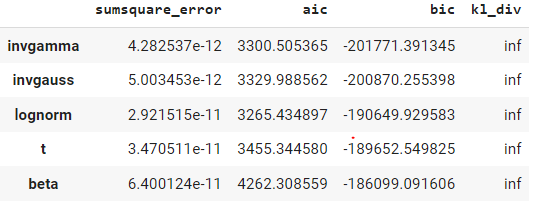 sumsquare_error aic bic kl_div
invgamma 4.282537e-12 3300.505365 -201771.391345 inf
invgauss 5.003453e-12 3329.988562 -200870.255398 inf
lognorm 2.921515e-11 3265.434897 -190649.929583 inf
t 3.470511e-11 3455.344580 -189652.549825 inf
beta 6.400124e-11 4262.308559 -186099.091606 inf